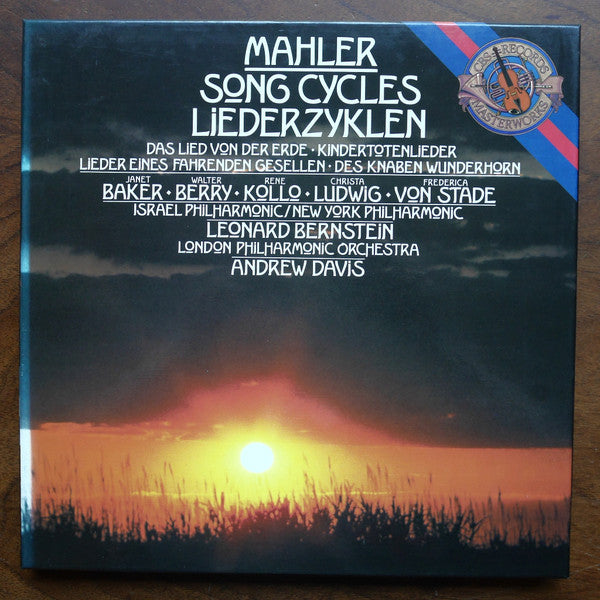 MAHLER
SONG CYCLES
LIEDERZYKLEN
DAS LIED VON DER ERDE • KINDERTOTENLIEDER
LIEDER EINES FAHRENDEN GESELLEN • DES KNABEN WUNDERHORN
JANET WALTER RENE CHRISTA FREDERICA
BAKER • BERRY • KOLLO • LUDWIG • VON STADE
ISRAEL PHILHARMONIC/NEW YORK PHILHARMONIC
LEONARD BERNSTEIN
LONDON PHILHARMONIC ORCHESTRA
ANDREW DAVIS
CBS RECORDS
MASTERWORKS